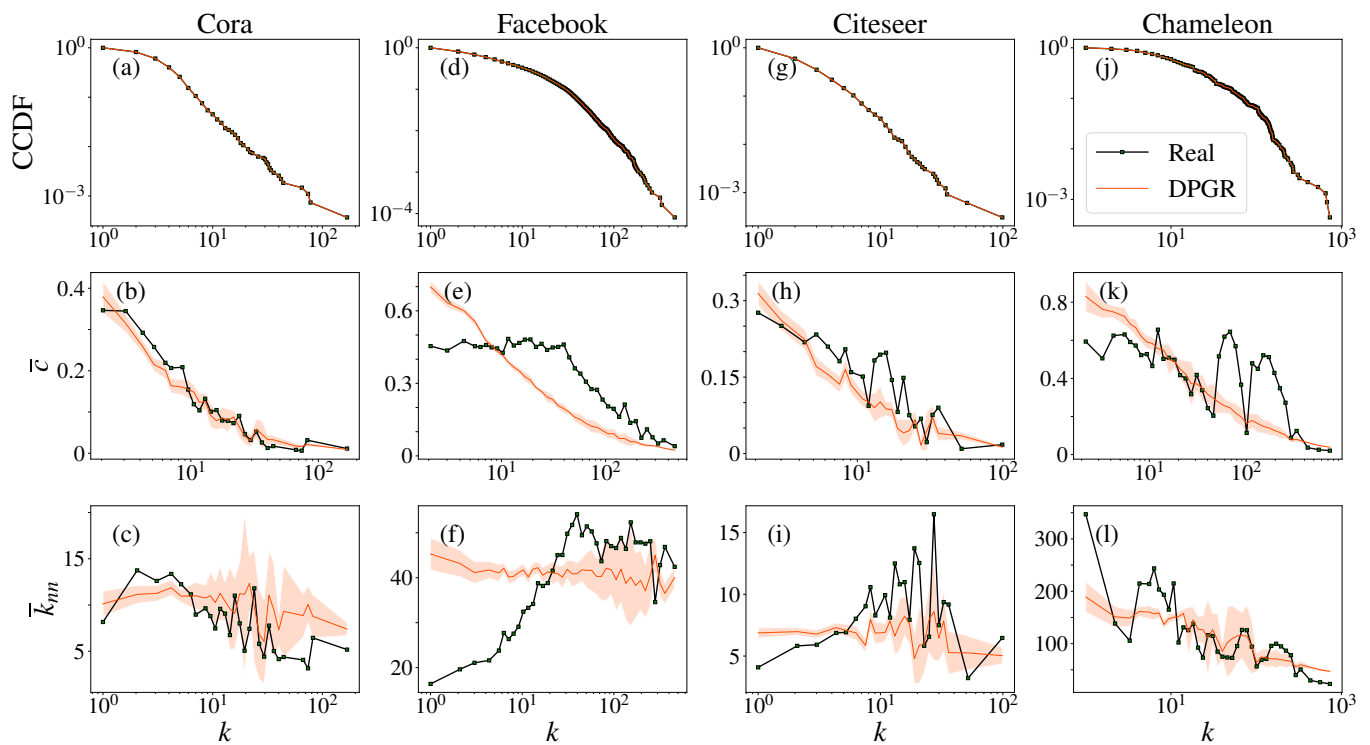 Cora
Facebook
Citeseer
Chameleon
CCDF
10^0
10^{-3}
(a)
10^0 10^1 10^2
10^0
10^{-4}
(d)
10^0 10^1 10^2
10^0
10^{-3}
(g)
10^0 10^1 10^2
10^0
10^{-3}
(j)
Real
DPGR
10^1 10^3
\overline{c}
0.4
0.2
0
(b)
10^1 10^2
0.6
0.3
0
(e)
10^1 10^2
0.3
0.15
0
(h)
10^1 10^2
0.8
0.4
0
(k)
10^1 10^2
\overline{k}_{nn}
15
10
5
(c)
10^0 10^1 10^2
k
40
20
(f)
10^0 10^1 10^2
k
15
10
5
(i)
10^0 10^1 10^2
k
350
300
200
100
(l)
10^1 10^3
k